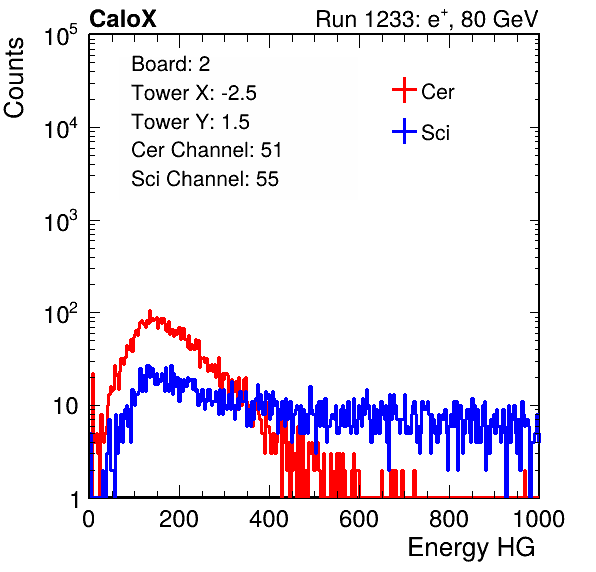 CaloX Run 1233: e⁺, 80 GeV
Counts
10⁵
10⁴
10³
10²
10
1
Board: 2
Tower X: -2.5
Tower Y: 1.5
Cer Channel: 51
Sci Channel: 55
Cer
Sci
0 200 400 600 800 1000
Energy HG